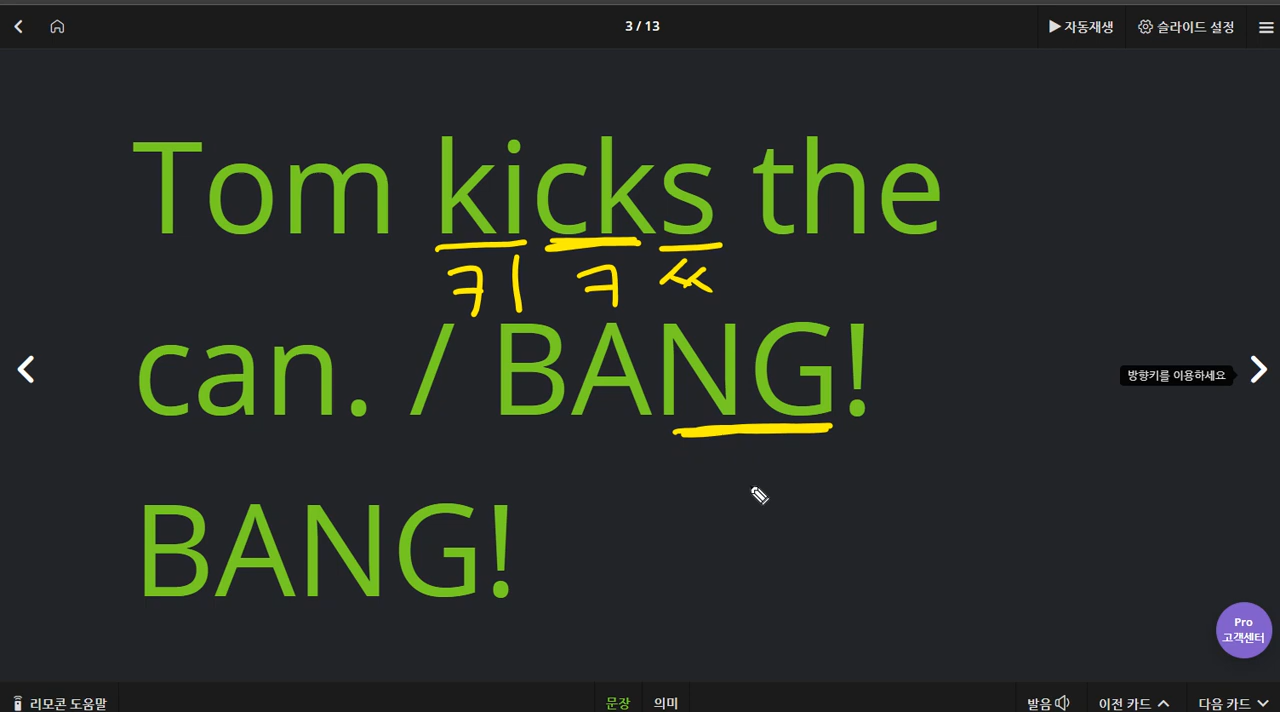 3 / 13
자동재생
슬라이드 설정
Tom kicks the
키 ㅋ ㅆ
can. / BANG!
방향키를 이용하세요
BANG!
Pro
고객센터
리모콘 도움말
문장
의미
발음
이전 카드
다음 카드